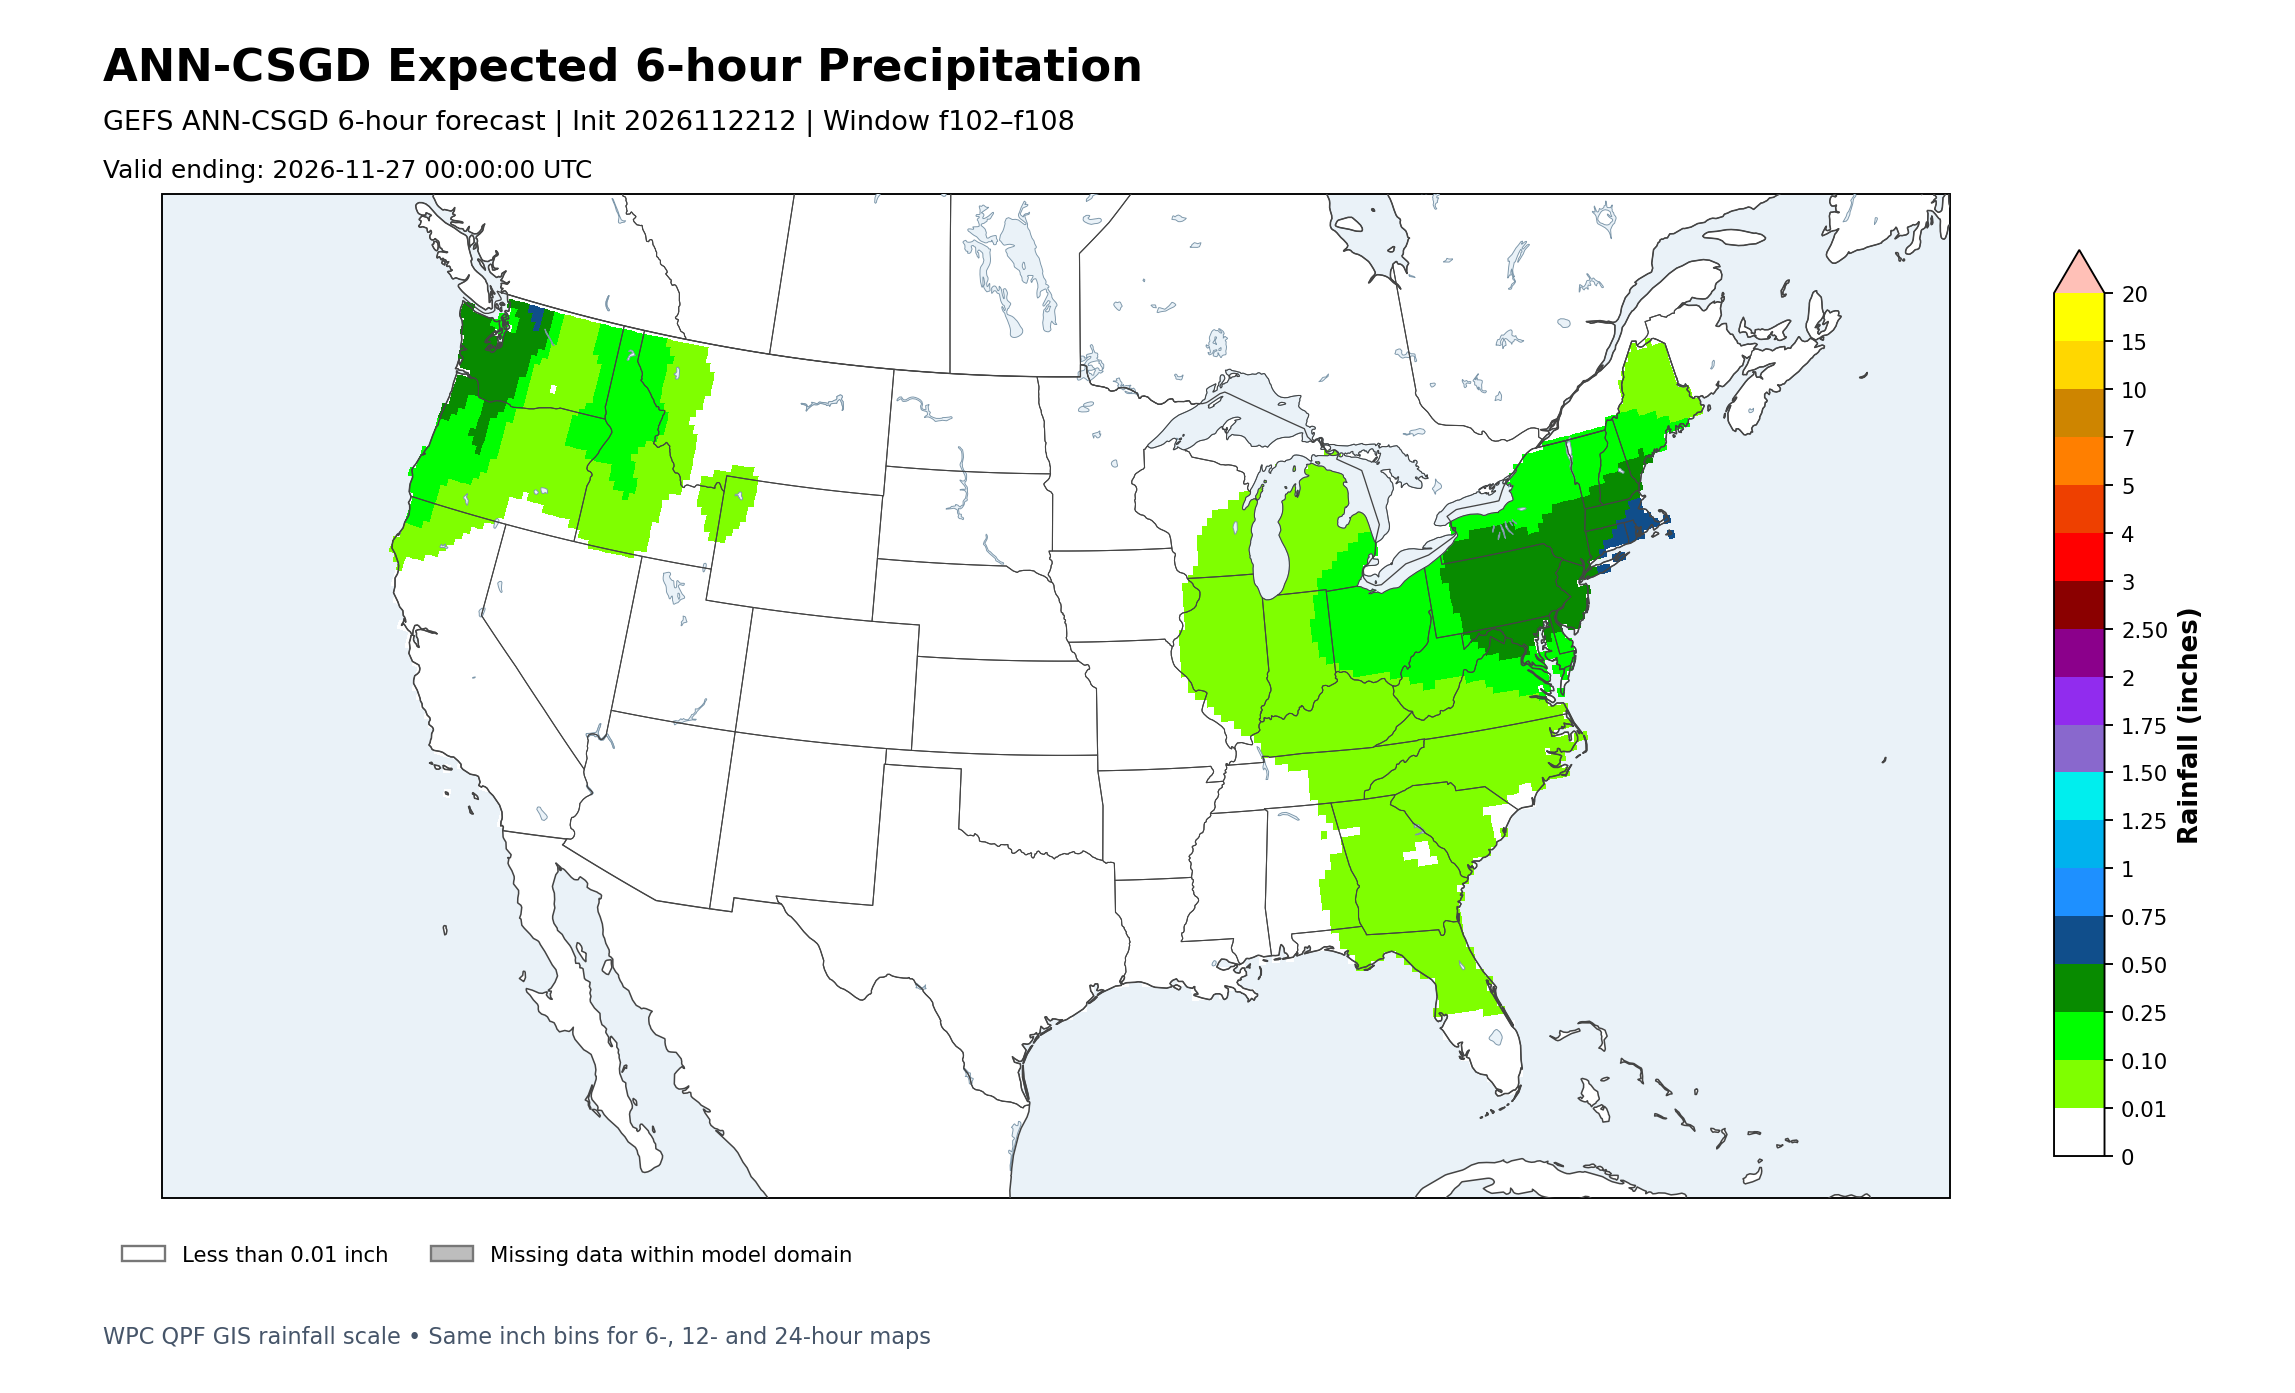 ANN-CSGD Expected 6-hour Precipitation
GEFS ANN-CSGD 6-hour forecast | Init 2026112212 | Window f102–f108
Valid ending: 2026-11-27 00:00:00 UTC
20
15
10
7
5
4
3
2.50
2
1.75
1.50
1.25
1
0.75
0.50
0.25
0.10
0.01
0
Rainfall (inches)
Less than 0.01 inch
Missing data within model domain
WPC QPF GIS rainfall scale • Same inch bins for 6-, 12- and 24-hour maps